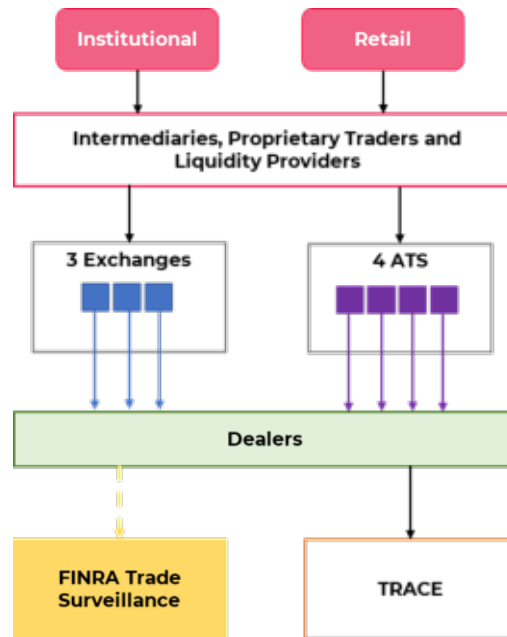 Institutional
Retail
Intermediaries, Proprietary Traders and
Liquidity Providers
3 Exchanges
4 ATS
Dealers
FINRA Trade
Surveillance
TRACE